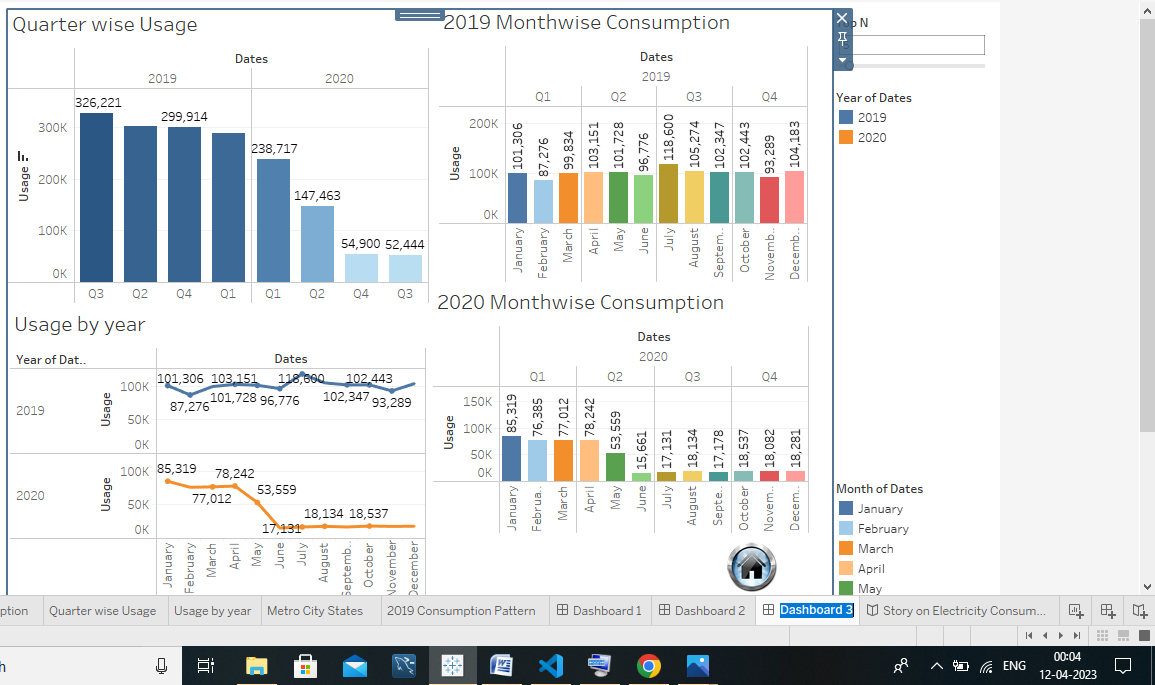 Quarter wise Usage
Dates
2019 2020
Usage
300K
200K
100K
0K
326,221
299,914
238,717
147,463
54,900 52,444
Q3 Q2 Q4 Q1 Q1 Q2 Q4 Q3
2019 Monthwise Consumption
Dates
2019
Q1 Q2 Q3 Q4
Usage
200K
100K
0K
101,306 87,276 99,834 103,151 101,728 96,776 118,600 105,274 102,347 102,443 93,289 104,183
January February March April May June July August Septem.. October Novemb.. Decemb..
Usage by year
Year of Dat..
Dates
2019
Usage
100K
50K
0K
101,306 103,151 118,600 102,443
87,276 101,728 96,776 102,347 93,289
2020
Usage
100K
50K
0K
85,319 78,242
77,012 53,559
17,131 18,134 18,537
January February March April May June July August Septemb.. October November December
2020 Monthwise Consumption
Dates
2020
Q1 Q2 Q3 Q4
Usage
150K
100K
50K
0K
85,319 76,385 77,012 78,242 53,559 15,661 17,131 18,134 17,178 18,537 18,082 18,281
January Februa.. March April May June July August Septe.. October Novem.. Decem..
p N
Year of Dates
2019
2020
Month of Dates
January
February
March
April
May
ption Quarter wise Usage Usage by year Metro City States 2019 Consumption Pattern Dashboard 1 Dashboard 2 Dashboard 3 Story on Electricity Consum...
h
ENG
00:04
12-04-2023